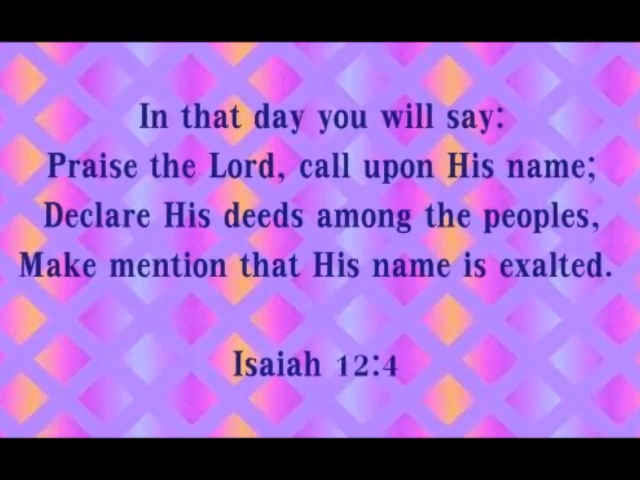 In that day you will say:
Praise the Lord, call upon His name;
Declare His deeds among the peoples,
Make mention that His name is exalted.
Isaiah 12:4